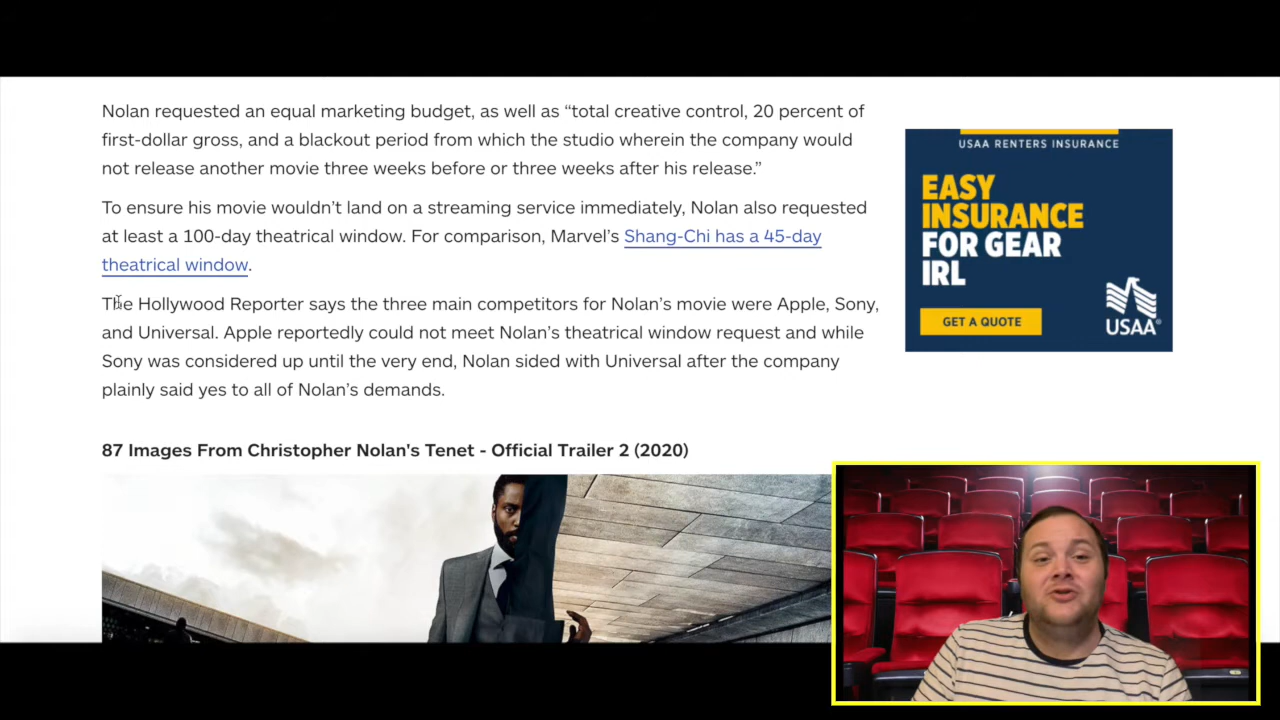 Nolan requested an equal marketing budget, as well as “total creative control, 20 percent of
first-dollar gross, and a blackout period from which the studio wherein the company would
not release another movie three weeks before or three weeks after his release.”
To ensure his movie wouldn’t land on a streaming service immediately, Nolan also requested
at least a 100-day theatrical window. For comparison, Marvel’s Shang-Chi has a 45-day
theatrical window.
The Hollywood Reporter says the three main competitors for Nolan’s movie were Apple, Sony,
and Universal. Apple reportedly could not meet Nolan’s theatrical window request and while
Sony was considered up until the very end, Nolan sided with Universal after the company
plainly said yes to all of Nolan’s demands.
87 Images From Christopher Nolan's Tenet - Official Trailer 2 (2020)
USAA RENTERS INSURANCE
EASY
INSURANCE
FOR GEAR
IRL
GET A QUOTE
USAA®